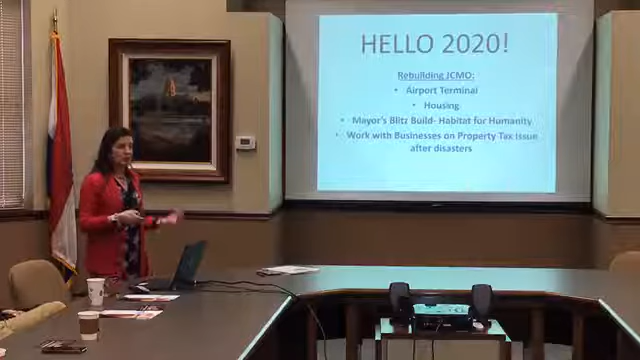 HELLO 2020!
Rebuilding JCMO:
• Airport Terminal
• Housing
• Mayor's Blitz Build- Habitat for Humanity
• Work with Businesses on Property Tax Issue
after disasters